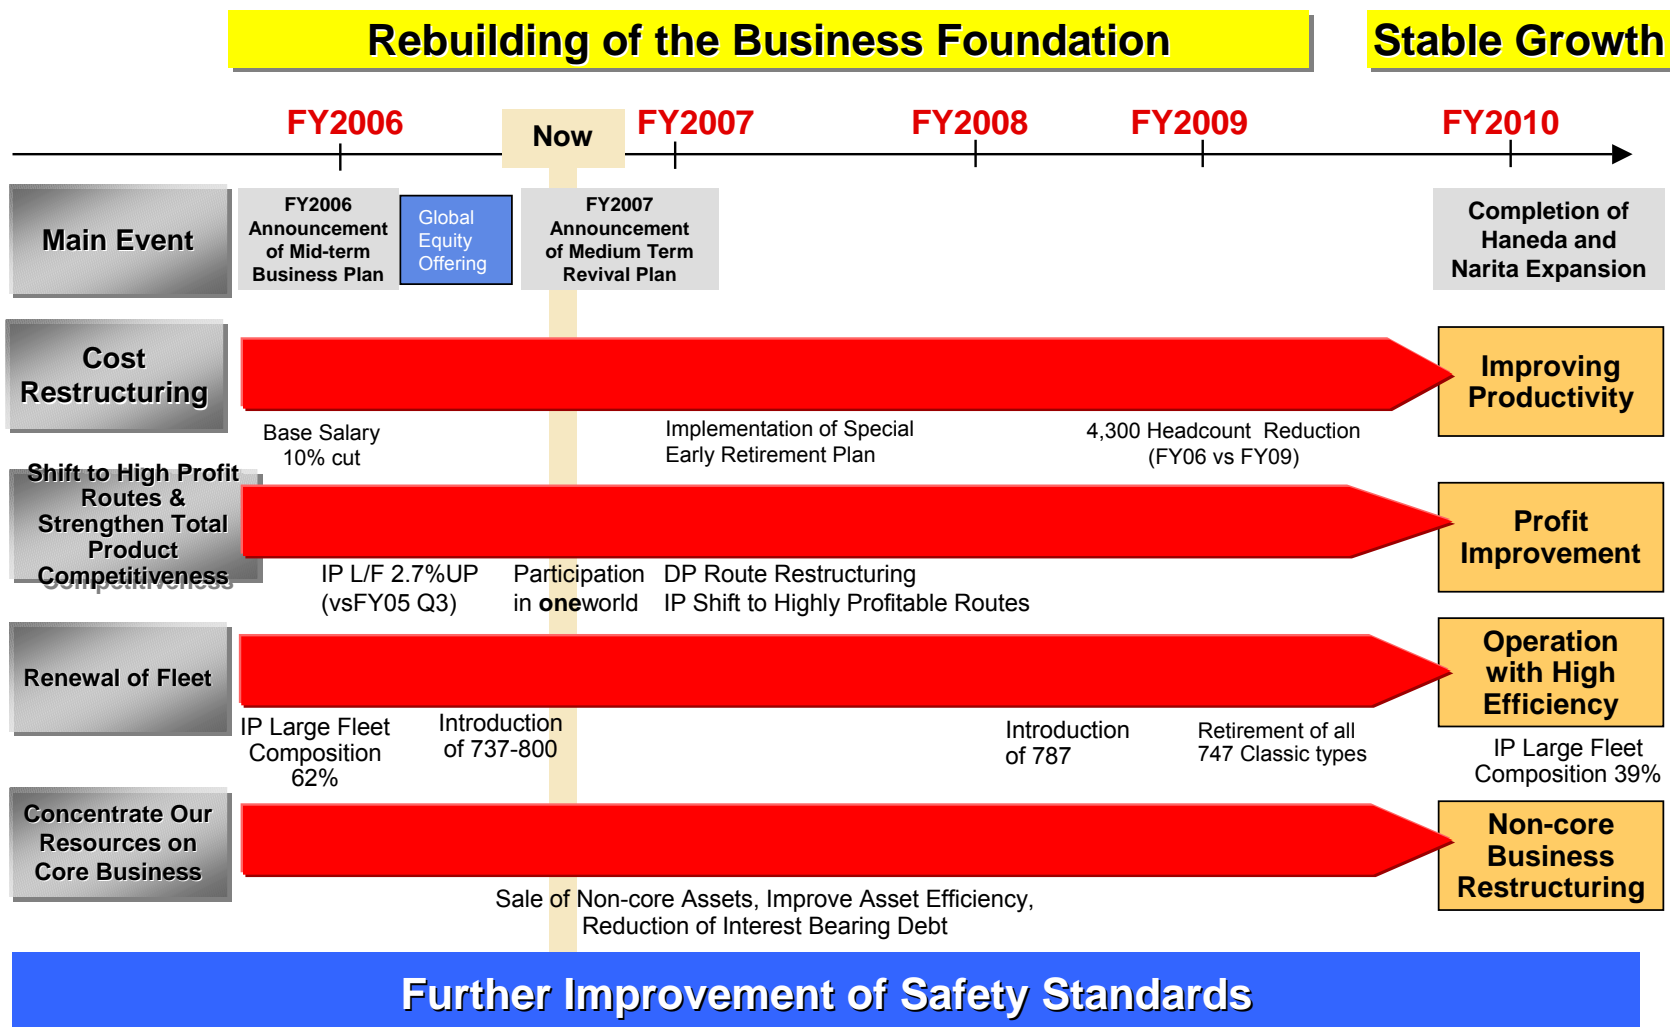 Rebuilding of the Business Foundation
Stable Growth
FY2006
Now
FY2007
FY2008
FY2009
FY2010
Main Event
FY2006
Announcement
of Mid-term
Business Plan
Global
Equity
Offering
FY2007
Announcement
of Medium Term
Revival Plan
Completion of
Haneda and
Narita Expansion
Cost
Restructuring
Improving
Productivity
Base Salary
10% cut
Implementation of Special
Early Retirement Plan
4,300 Headcount Reduction
(FY06 vs FY09)
Shift to High Profit
Routes &
Strengthen Total
Product
Competitiveness
Profit
Improvement
IP L/F 2.7%UP
(vsFY05 Q3)
Participation
in oneworld
DP Route Restructuring
IP Shift to Highly Profitable Routes
Renewal of Fleet
Operation
with High
Efficiency
IP Large Fleet
Composition
62%
Introduction
of 737-800
Introduction
of 787
Retirement of all
747 Classic types
IP Large Fleet
Composition 39%
Concentrate Our
Resources on
Core Business
Non-core
Business
Restructuring
Sale of Non-core Assets, Improve Asset Efficiency,
Reduction of Interest Bearing Debt
Further Improvement of Safety Standards